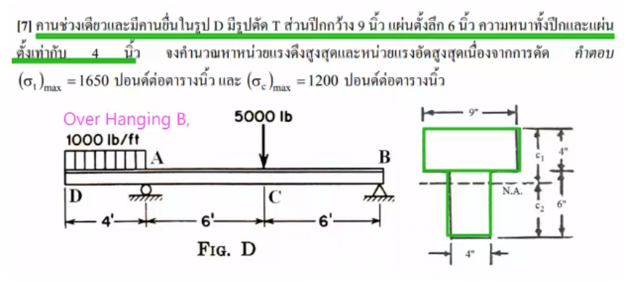 [7] คานช่วงเดียวและมีคานยื่นในรูป D มีรูปตัด T ส่วนปีกกว้าง 9 นิ้ว แผ่นตั้งลึก 6 นิ้ว ความหนาทั้งปีกและแผ่น
ตั้งเท่ากับ 4 นิ้ว จงคำนวณหาหน่วยแรงดึงสูงสุดและหน่วยแรงอัดสูงสุดเนื่องจากการดัด คำตอบ
(σt)max = 1650 ปอนด์ต่อตารางนิ้ว และ (σc)max = 1200 ปอนด์ต่อตารางนิ้ว
Over Hanging B,
1000 lb/ft
5000 lb
A
B
D
C
4'
6'
6'
FIG. D
9"
c1
4"
N.A.
c2
6"
4"